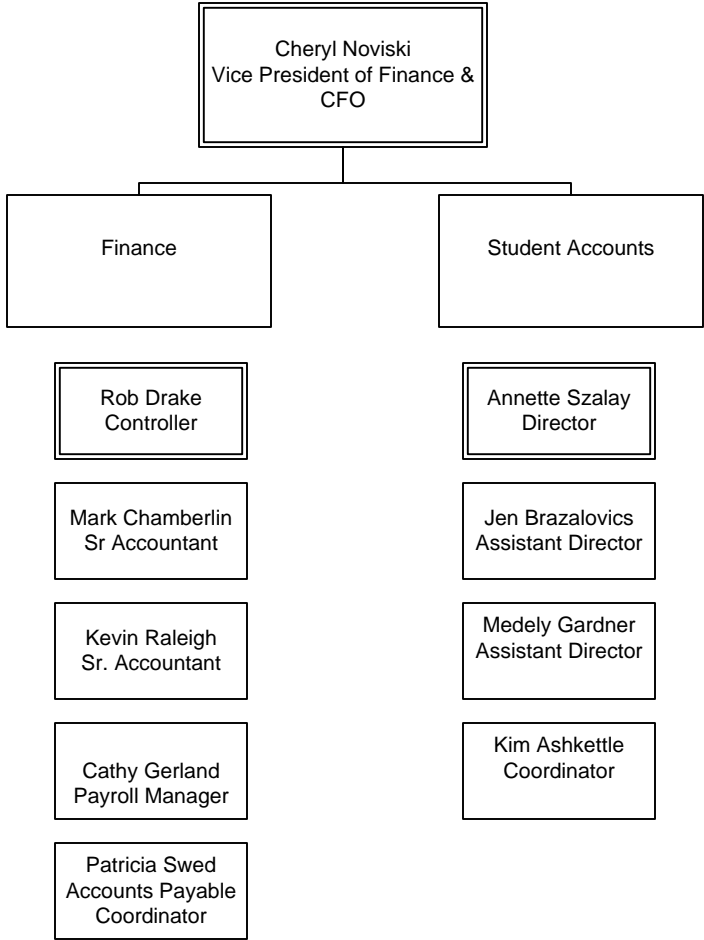 Cheryl Noviski
Vice President of Finance &
CFO
Finance
Student Accounts
Rob Drake
Controller
Annette Szalay
Director
Mark Chamberlin
Sr Accountant
Jen Brazalovics
Assistant Director
Kevin Raleigh
Sr. Accountant
Medely Gardner
Assistant Director
Cathy Gerland
Payroll Manager
Kim Ashkettle
Coordinator
Patricia Swed
Accounts Payable
Coordinator